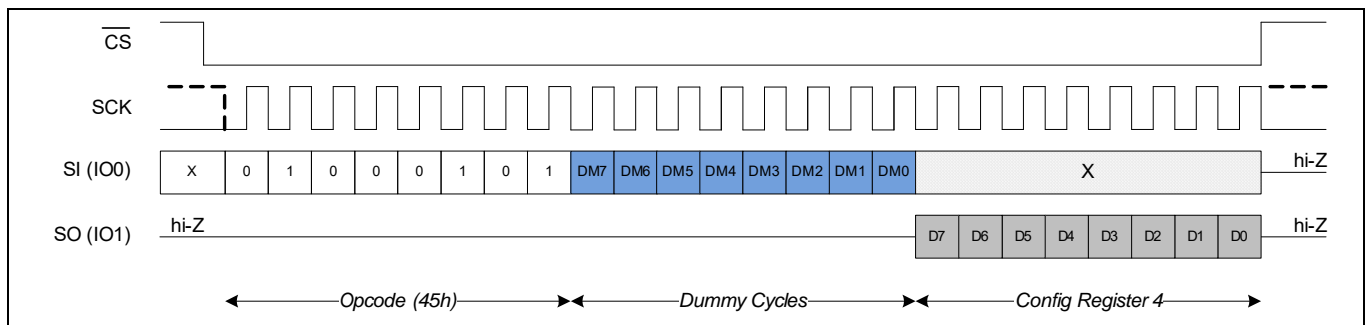 CS
SCK
SI (IO0) X 0 1 0 0 0 1 0 1 DM7 DM6 DM5 DM4 DM3 DM2 DM1 DM0 X hi-Z
SO (IO1) hi-Z D7 D6 D5 D4 D3 D2 D1 D0 hi-Z
Opcode (45h) Dummy Cycles Config Register 4